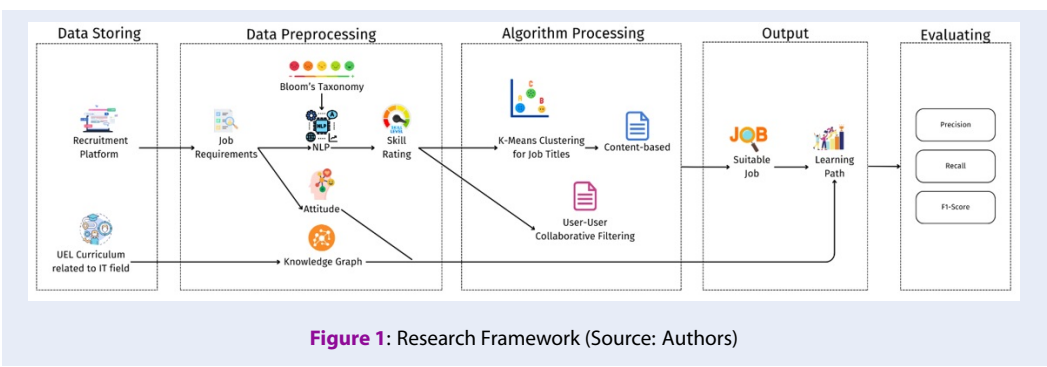 Data Storing
Data Preprocessing
Algorithm Processing
Output
Evaluating
Bloom's Taxonomy
Recruitment
Platform
Job
Requirements
NLP
NLP
Skill
Rating
Attitude
UEL Curriculum
related to IT field
Knowledge Graph
C
B
K-Means Clustering
for Job Titles
Content-based
User-User
Collaborative Filtering
JOB
Suitable
Job
Learning
Path
Precision
Recall
F1-Score
Figure 1: Research Framework (Source: Authors)